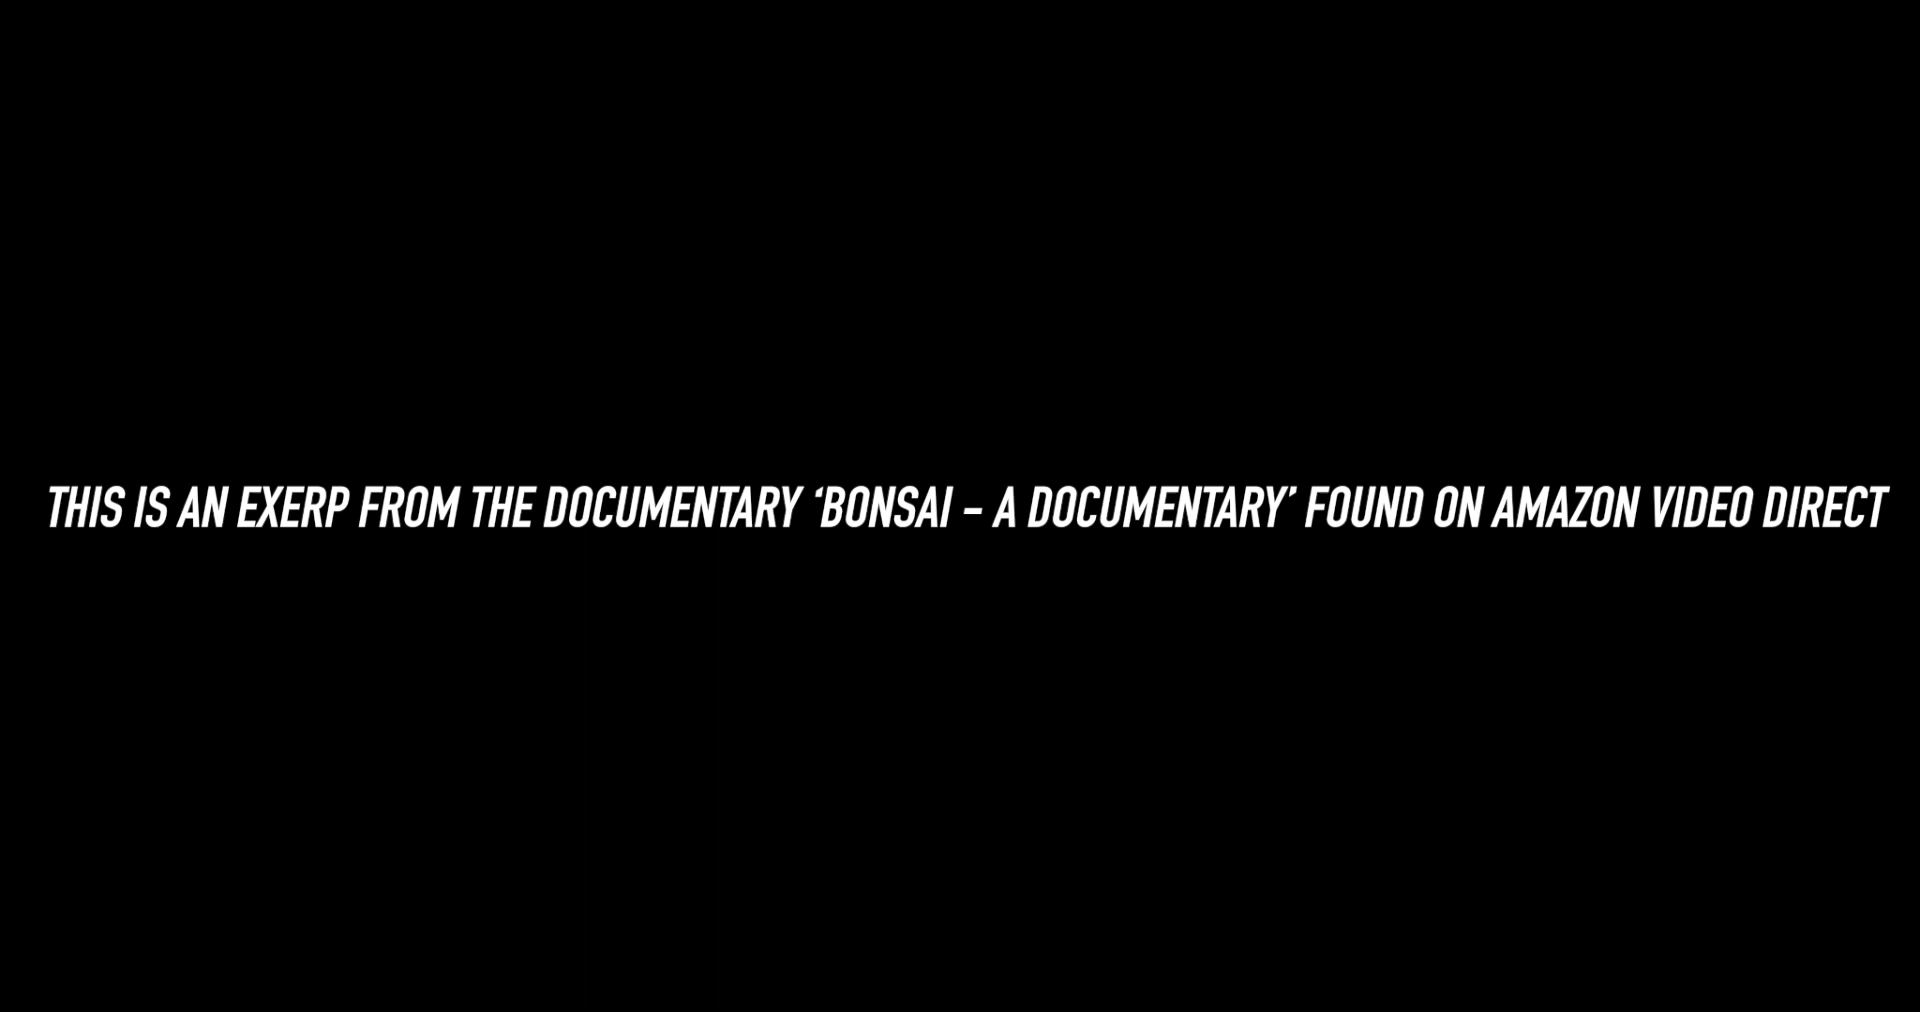 THIS IS AN EXERP FROM THE DOCUMENTARY ‘BONSAI – A DOCUMENTARY’ FOUND ON AMAZON VIDEO DIRECT